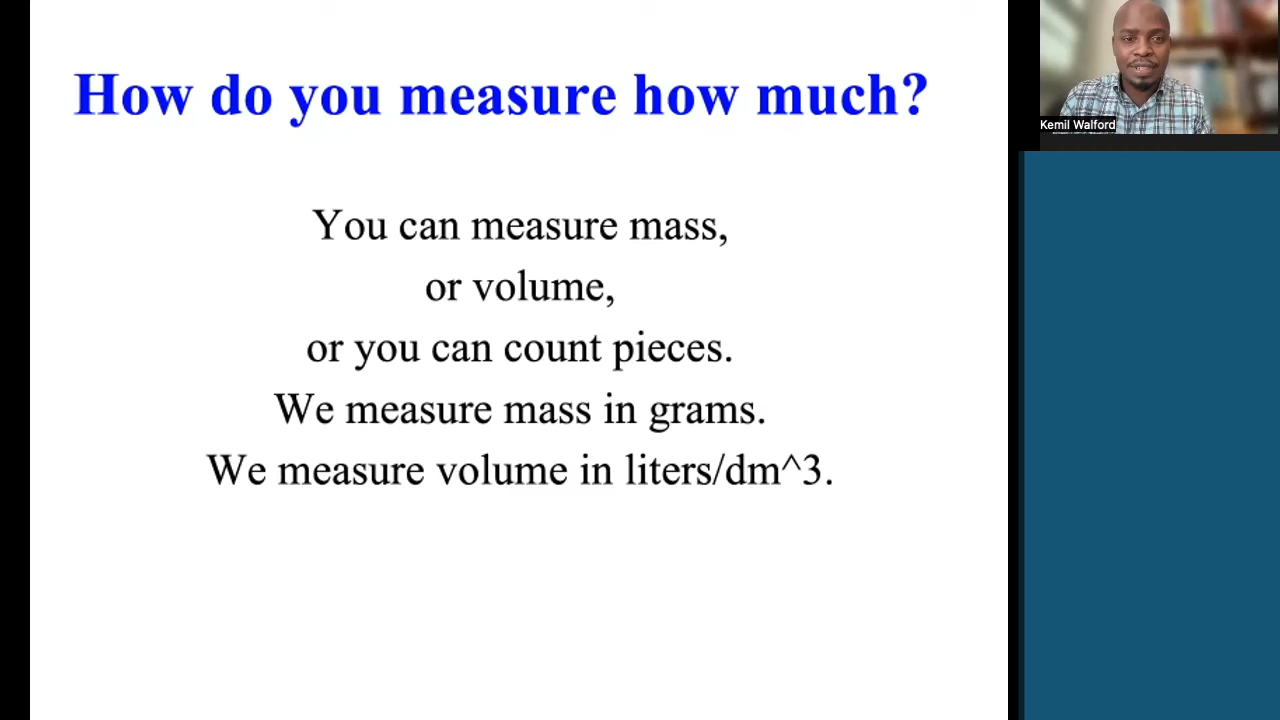 How do you measure how much?
You can measure mass,
or volume,
or you can count pieces.
We measure mass in grams.
We measure volume in liters/dm^3.
Kemil Walford